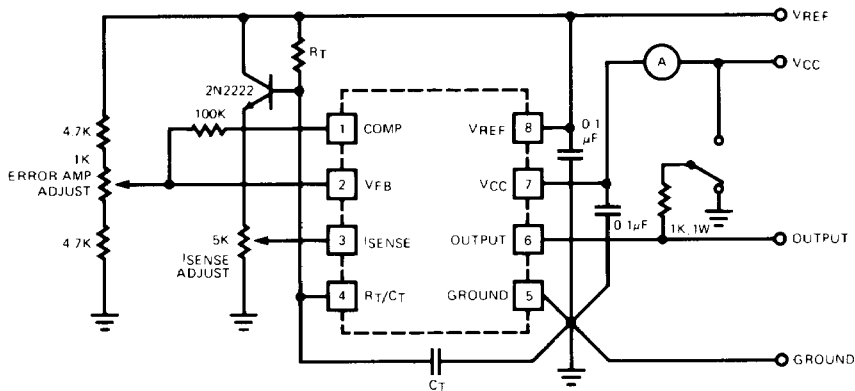 VREF
RT
A
VCC
2N2222
100K
4.7K
1K
ERROR AMP
ADJUST
4.7K
5K
ISENSE
ADJUST
1 COMP
2 VFB
3 ISENSE
4 RT/CT
VREF 8
VCC 7
OUTPUT 6
GROUND 5
0 1
µF
0 1µF
1K, 1W
OUTPUT
CT
GROUND